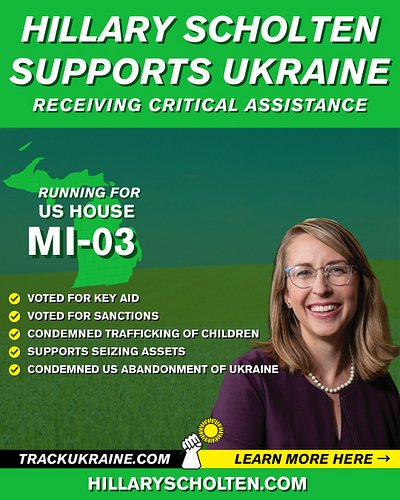 HILLARY SCHOLTEN
SUPPORTS UKRAINE
RECEIVING CRITICAL ASSISTANCE
RUNNING FOR
US HOUSE
MI-03
VOTED FOR KEY AID
VOTED FOR SANCTIONS
CONDEMNED TRAFFICKING OF CHILDREN
SUPPORTS SEIZING ASSETS
CONDEMNED US ABANDONMENT OF UKRAINE
TRACKUKRAINE.COM
LEARN MORE HERE →
HILLARYSCHOLTEN.COM